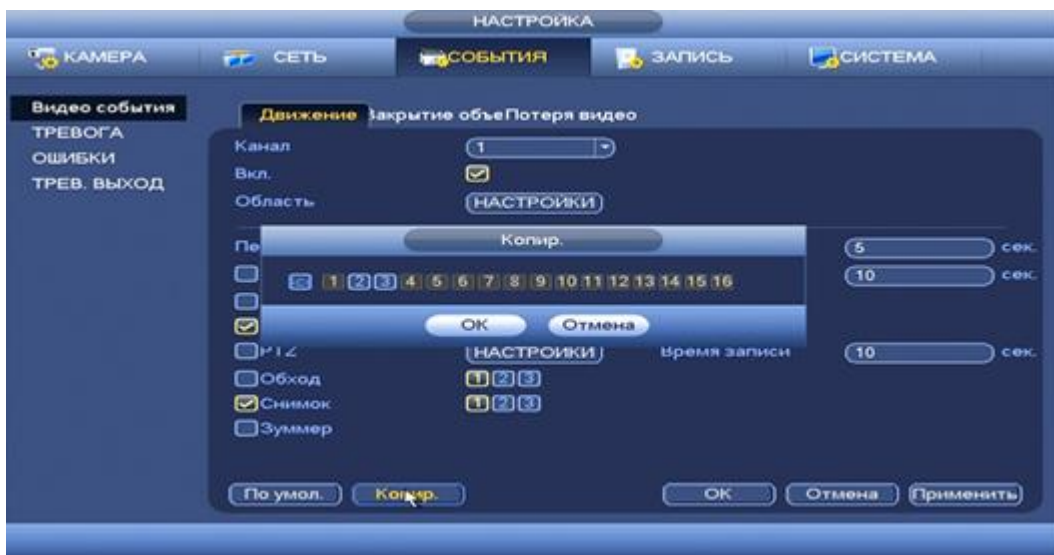 НАСТРОЙКА
КАМЕРА СЕТЬ СОБЫТИЯ ЗАПИСЬ СИСТЕМА
Видео события
ТРЕВОГА
ОШИБКИ
ТРЕВ. ВЫХОД
Движение Закрытие объе Потеря видео
Канал 1
Вкл.
Область НАСТРОЙКИ
Копир.
5 сек.
10 сек.
1 2 3 4 5 6 7 8 9 10 11 12 13 14 15 16
ОК Отмена
PTZ НАСТРОЙКИ Время записи 10 сек.
Обход 1 2 3
Снимок 1 2 3
Зуммер
По умол. Копир. ОК Отмена Применить